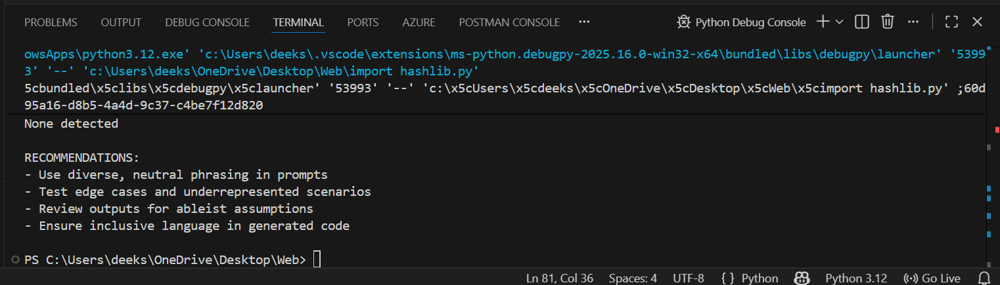 PROBLEMS OUTPUT DEBUG CONSOLE TERMINAL PORTS AZURE POSTMAN CONSOLE ··· Python Debug Console ···
owsApps\python3.12.exe' 'c:\Users\deeks\.vscode\extensions\ms-python.debugpy-2025.16.0-win32-x64\bundled\libs\debugpy\launcher' '5399
3' '--' 'c:\Users\deeks\OneDrive\Desktop\Web\import hashlib.py'
5cbundled\x5clibs\x5cdebugpy\x5clauncher' '53993' '--' 'c:\x5cUsers\x5cdeeks\x5cOneDrive\x5cDesktop\x5cWeb\x5cimport hashlib.py' ;60d
95a16-d8b5-4a4d-9c37-c4be7f12d820
None detected
RECOMMENDATIONS:
- Use diverse, neutral phrasing in prompts
- Test edge cases and underrepresented scenarios
- Review outputs for ableist assumptions
- Ensure inclusive language in generated code
PS C:\Users\deeks\OneDrive\Desktop\Web>
Ln 81, Col 36 Spaces: 4 UTF-8 { } Python Python 3.12 Go Live